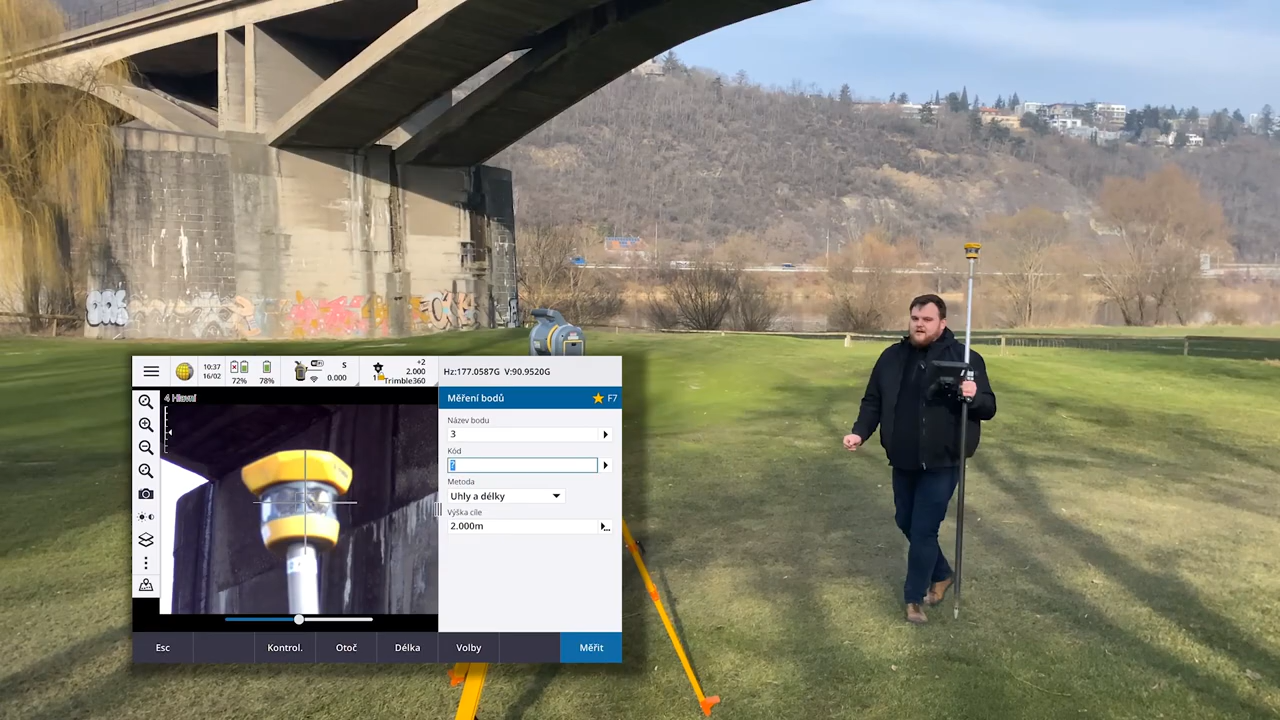 10:37
16/02
72%
78%
S
0.000
+2
2.000
1
Trimble360
Hz:177.0587G V:90.9520G
4 Hlavní
Měření bodů
F7
Název bodu
3
Kód
?
Metoda
Úhly a délky
Výška cíle
2.000m
Esc
Kontrol.
Otoč
Délka
Volby
Měřit